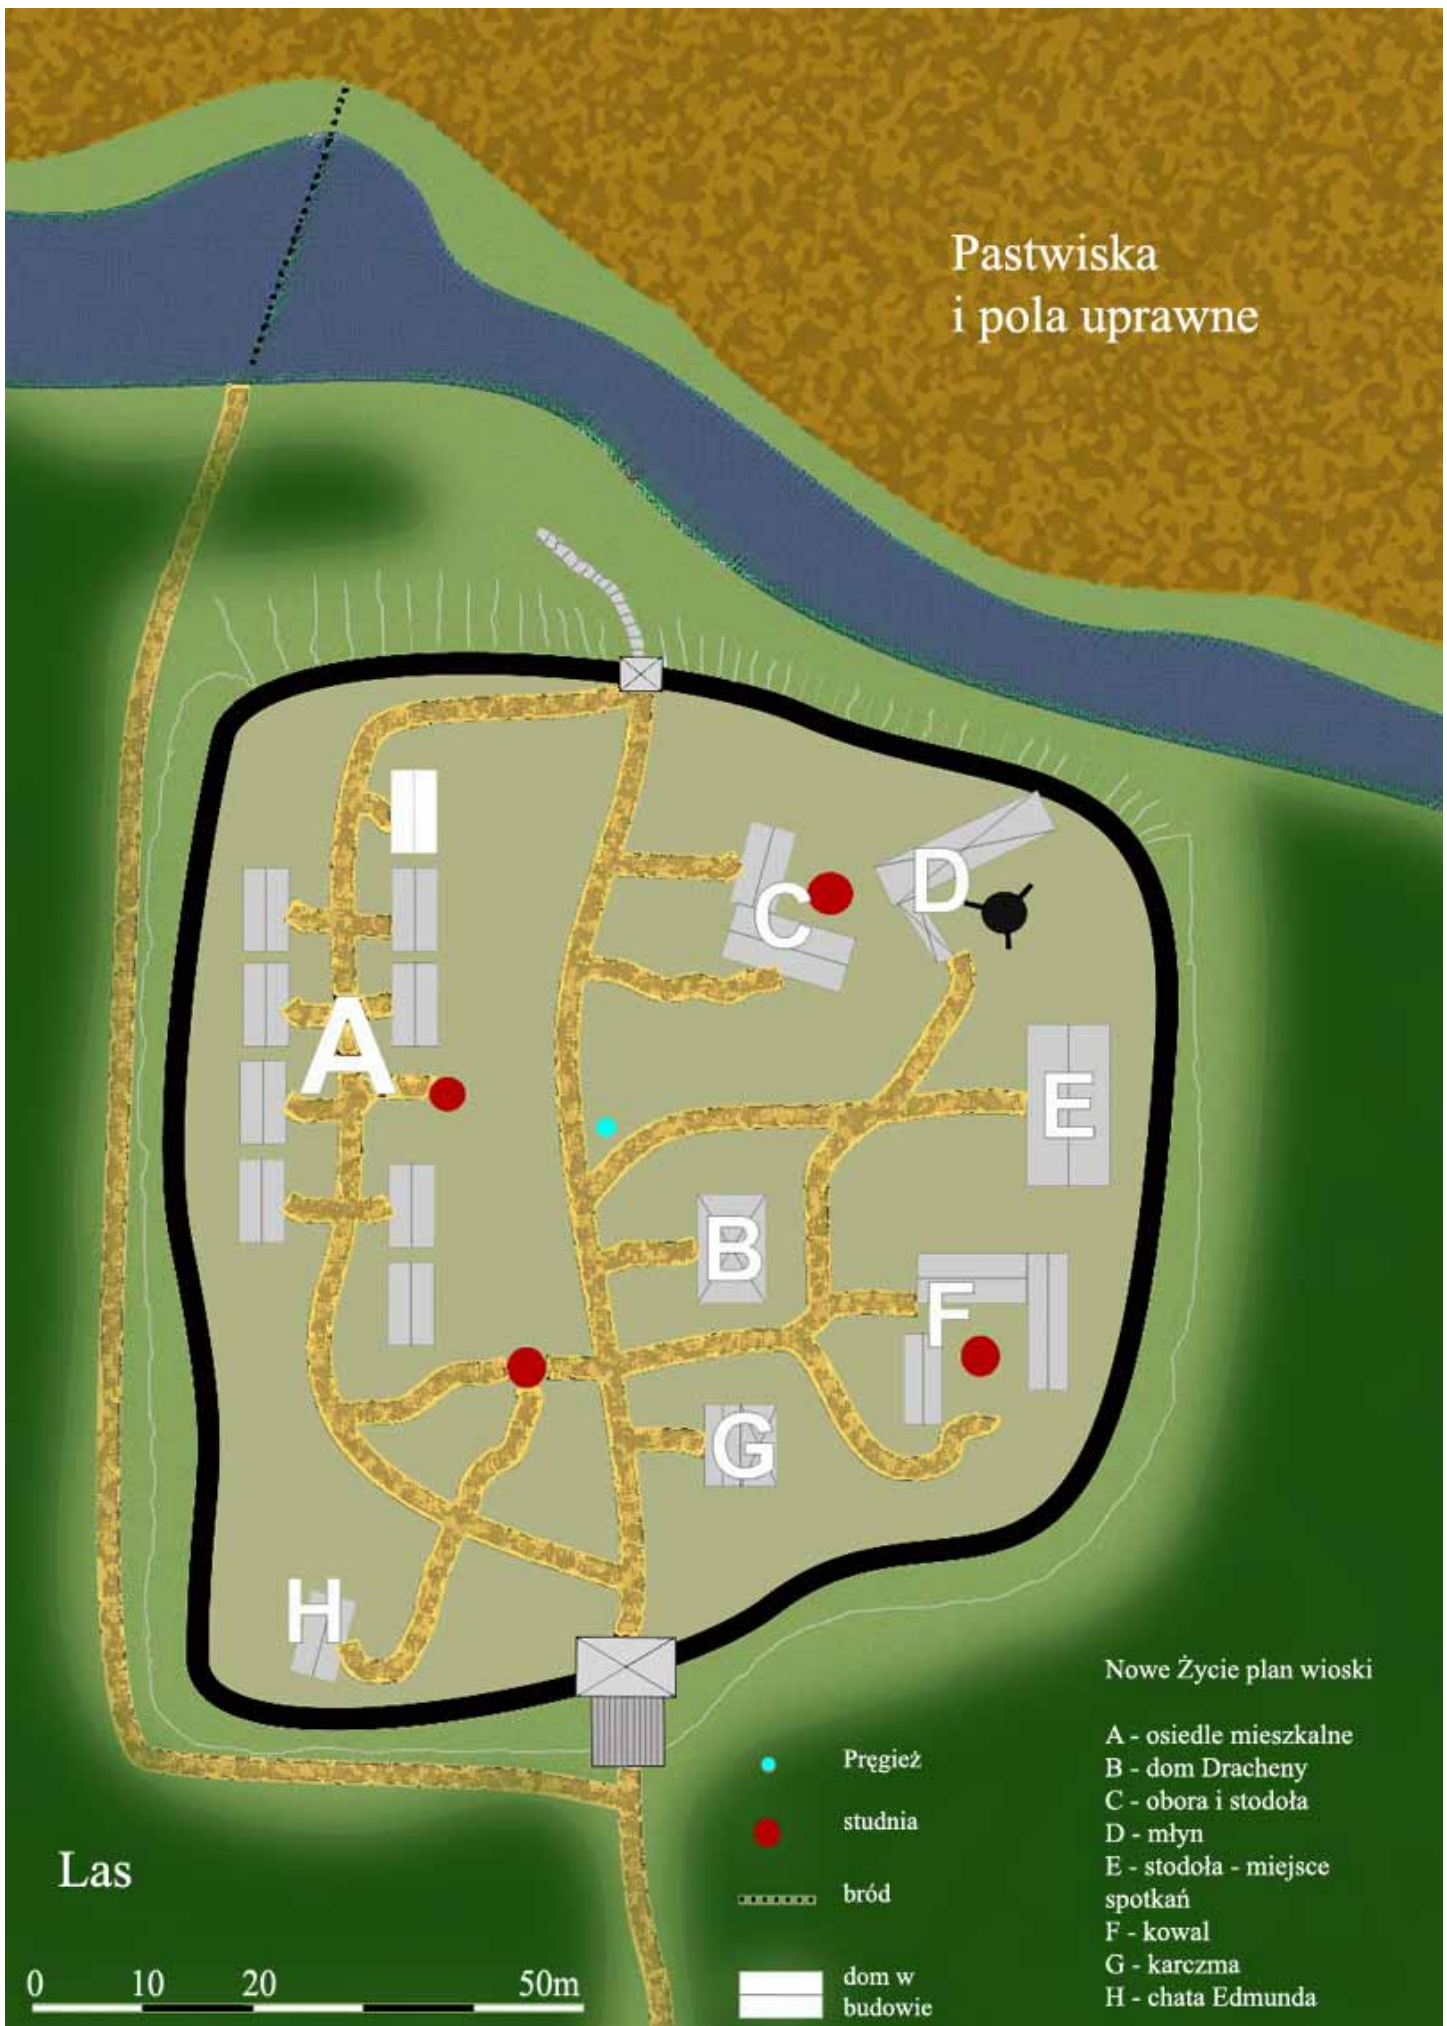 Pastwiska
i pola uprawne
C
D
A
E
B
F
G
H
Las
0 10 20 50m
Pręgież
studnia
bród
dom w
budowie
Nowe Życie plan wioski
A - osiedle mieszkalne
B - dom Dracheny
C - obora i stodoła
D - młyn
E - stodoła - miejsce
spotkań
F - kowal
G - karczma
H - chata Edmunda